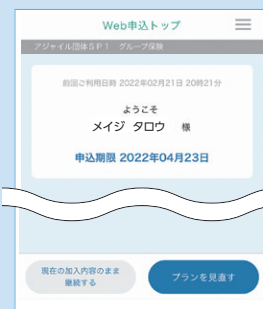 Web申込トップ
アジャイル団体SP1 グループ保険
前回ご利用日時 2022年02月21日 20時21分
ようこそ
メイジ タロウ 様
申込期限 2022年04月23日
現在の加入内容のまま
継続する
プランを見直す